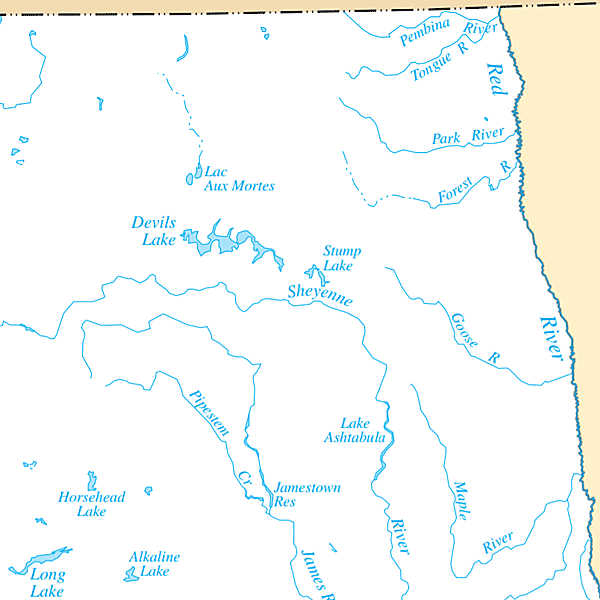 Pembina River
Tongue R
Red
Park River
Lac
Aux Mortes
Forest R
Devils
Lake
Stump
Lake
Sheyenne
Goose R
River
Pipestem
Cr
Lake
Ashtabula
Horsehead
Lake
Jamestown
Res
Maple
River
River
Alkaline
Lake
James R
Long
Lake